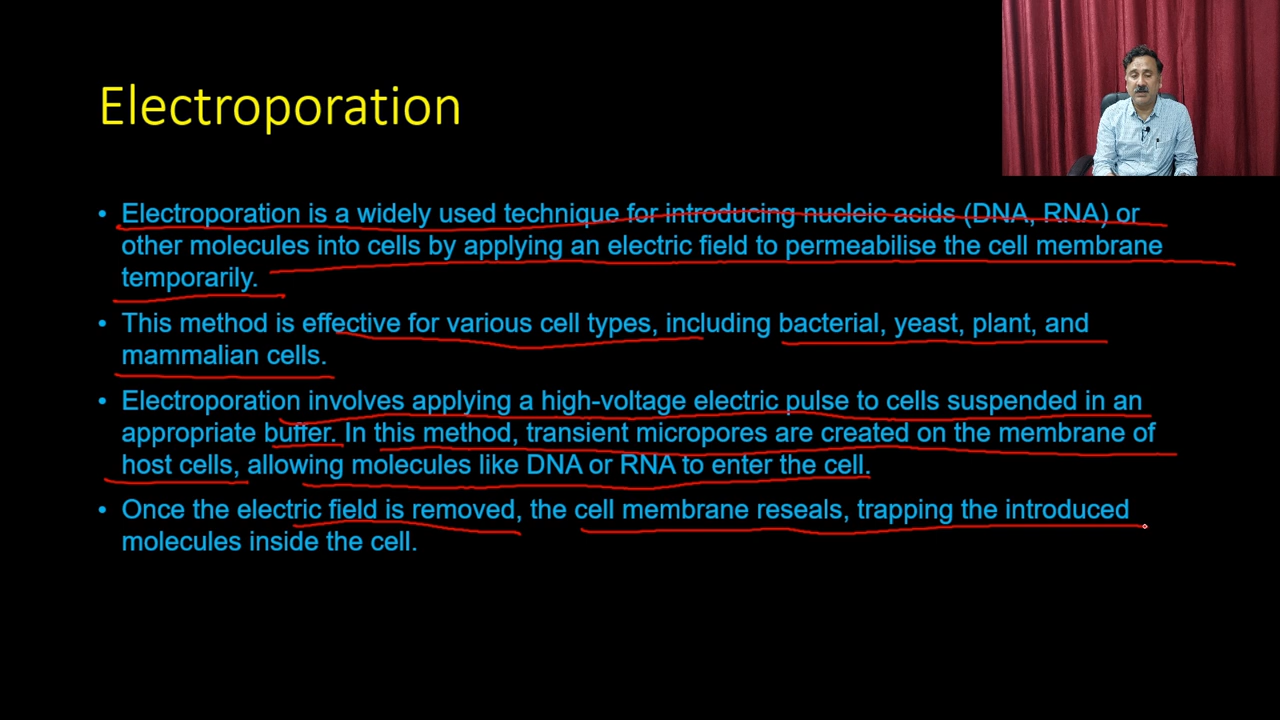 Electroporation
• Electroporation is a widely used technique for introducing nucleic acids (DNA, RNA) or
other molecules into cells by applying an electric field to permeabilise the cell membrane
temporarily.
• This method is effective for various cell types, including bacterial, yeast, plant, and
mammalian cells.
• Electroporation involves applying a high-voltage electric pulse to cells suspended in an
appropriate buffer. In this method, transient micropores are created on the membrane of
host cells, allowing molecules like DNA or RNA to enter the cell.
• Once the electric field is removed, the cell membrane reseals, trapping the introduced
molecules inside the cell.